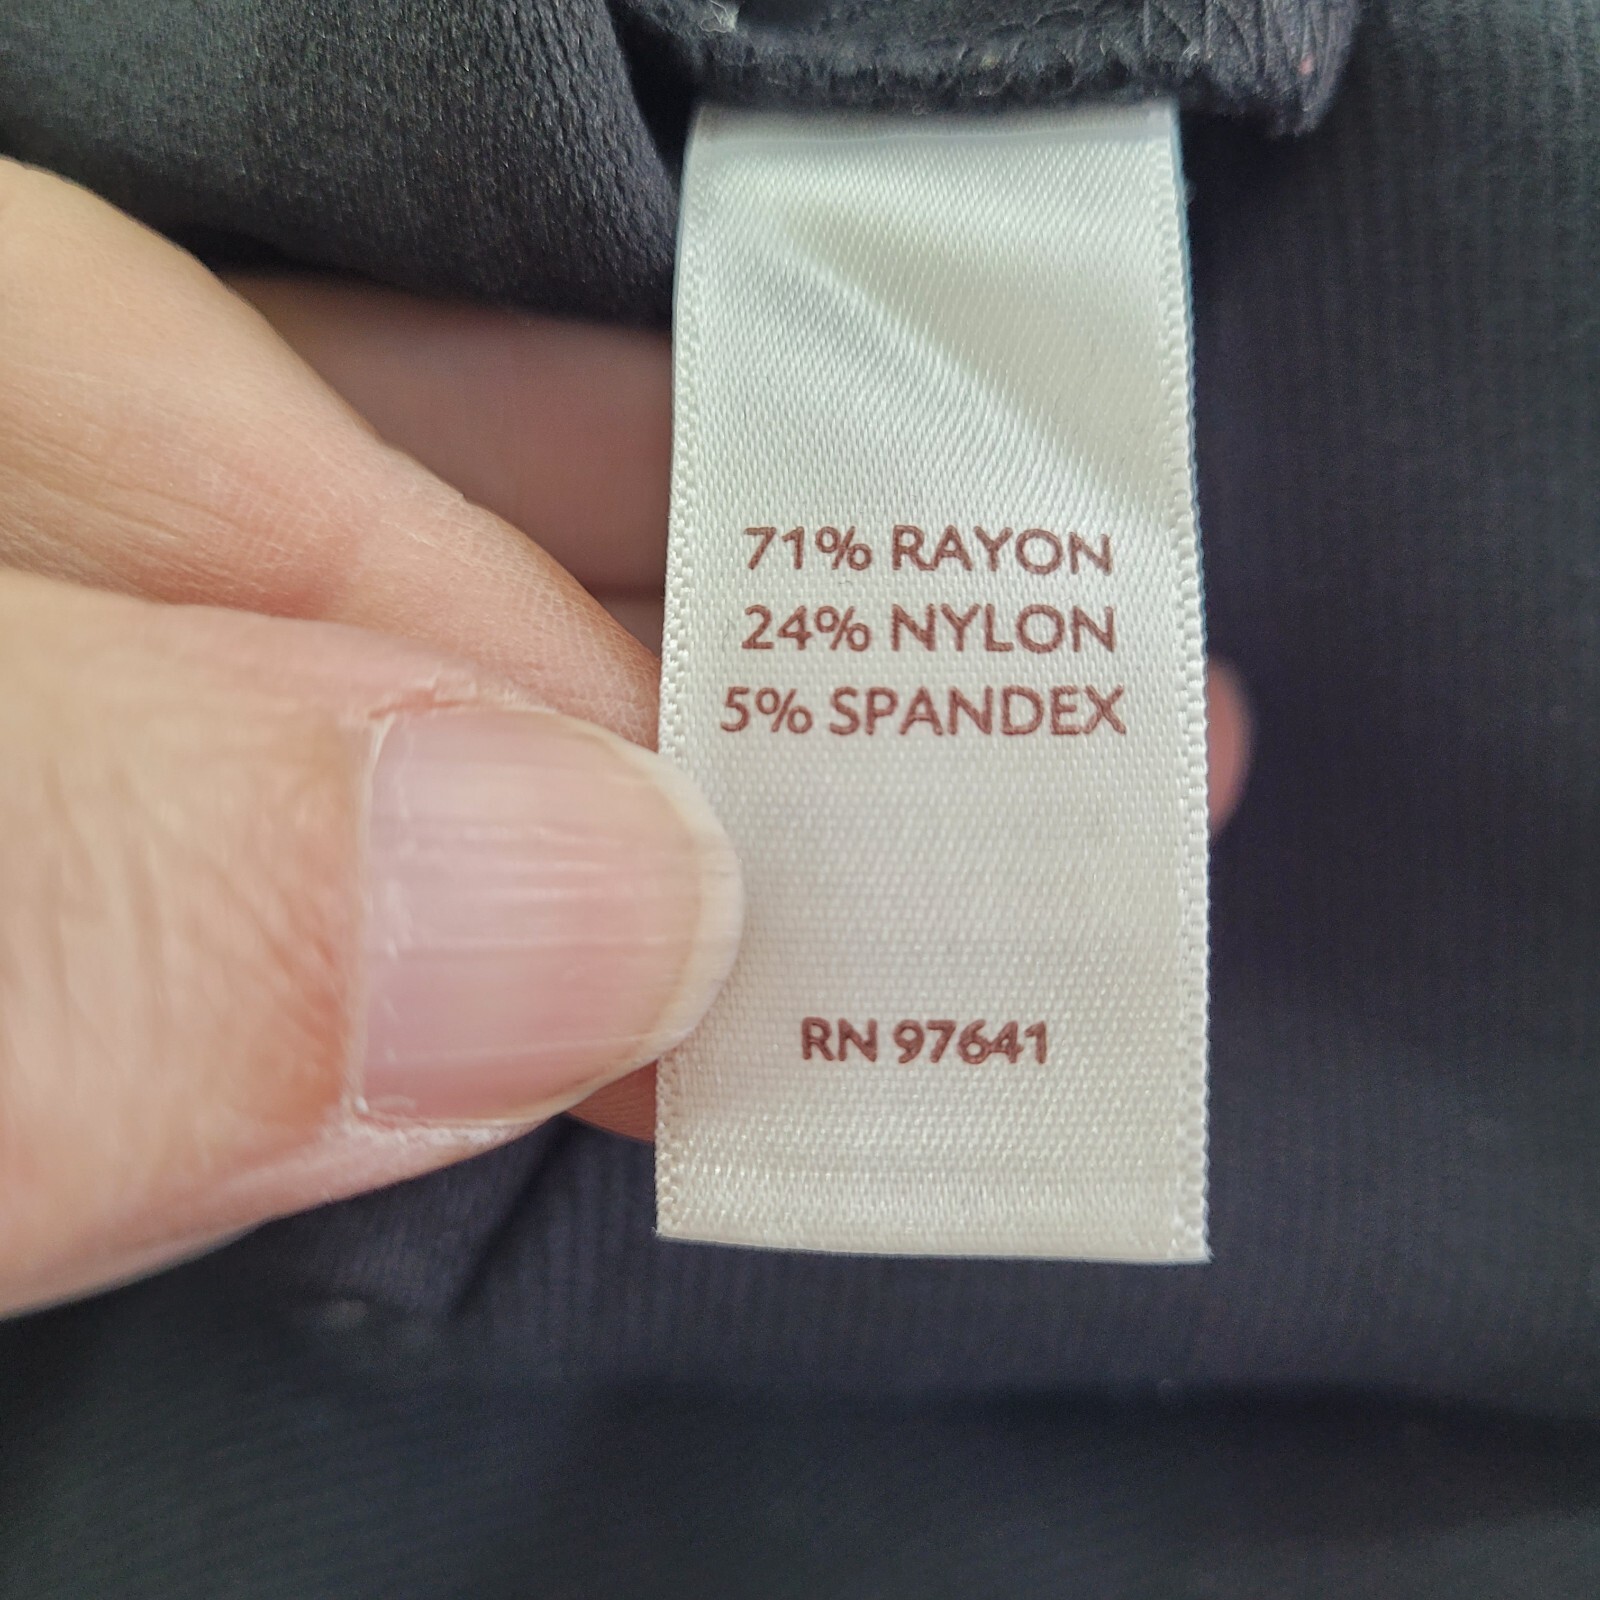 71% RAYON
24% NYLON
5% SPANDEX
RN 97641